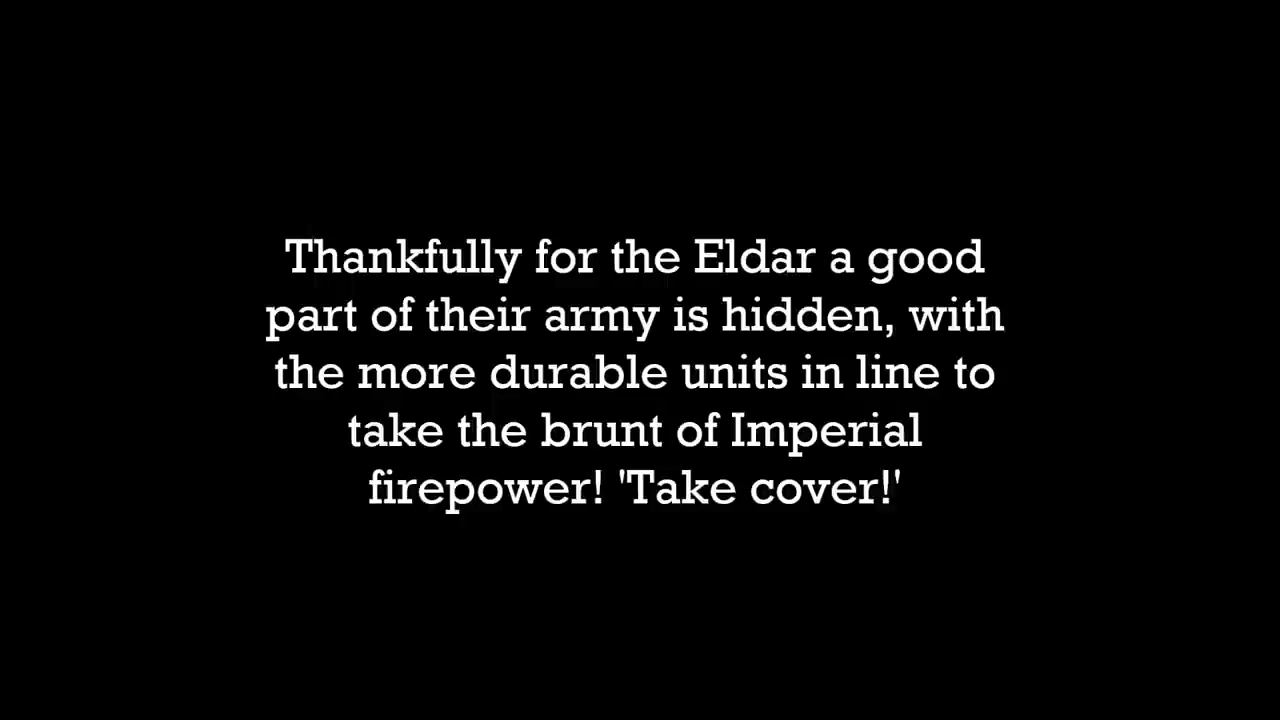 Thankfully for the Eldar a good
part of their army is hidden, with
the more durable units in line to
take the brunt of Imperial
firepower! 'Take cover!'